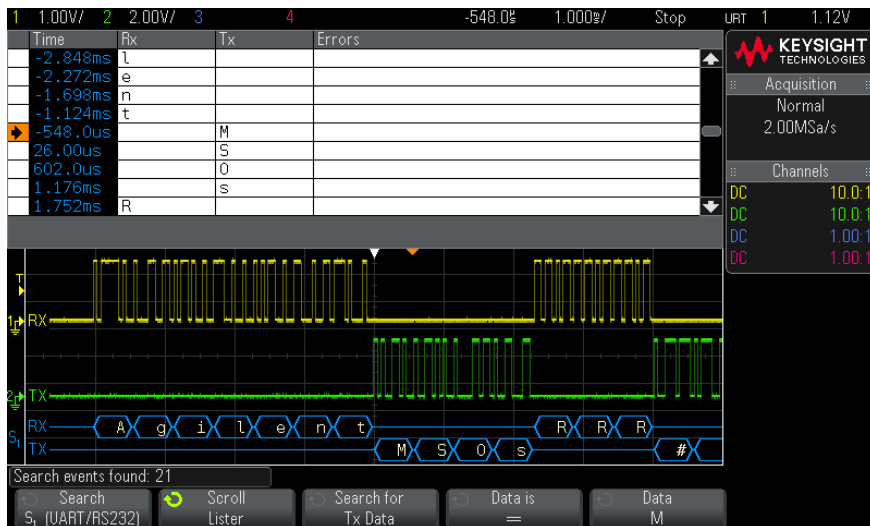 1 1.00V/ 2 2.00V/ 3 4 -548.0us 1.000ms/ Stop URT 1 1.12V
Time Rx Tx Errors
-2.848ms l
-2.272ms e
-1.698ms n
-1.124ms t
-548.0us M
26.00us S
602.0us O
1.176ms s
1.752ms R
KEYSIGHT
TECHNOLOGIES
Acquisition
Normal
2.00MSa/s
Channels
DC 10.0:1
DC 10.0:1
DC 1.00:1
DC 1.00:1
T
1 RX
2 TX
S1 RX A g i l e n t R R R
TX M S O s #
Search events found: 21
Search Scroll Search for Data is Data
S1 (UART/RS232) Lister Tx Data = M